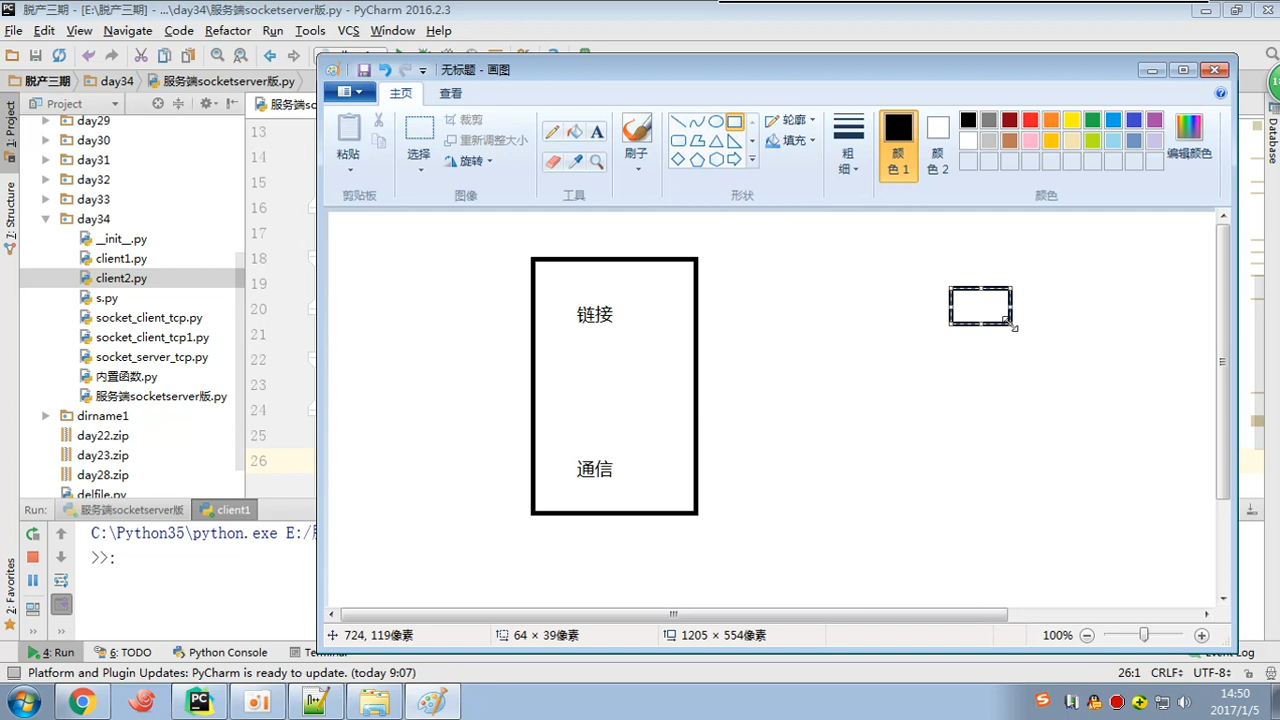 脱产三期 - [E:\脱产三期] - ...\day34\服务端socketserver版.py - PyCharm 2016.2.3
File Edit View Navigate Code Refactor Run Tools VCS Window Help
脱产三期 day34 服务端socketserver版.py
Project
day29
day30
day31
day32
day33
day34
__init__.py
client1.py
client2.py
s.py
socket_client_tcp.py
socket_client_tcp1.py
socket_server_tcp.py
内置函数.py
服务端socketserver版.py
dirname1
day22.zip
day23.zip
day28.zip
delfile.py
1: Project
7: Structure
2: Favorites
Database
13
14
15
16
17
18
19
20
21
22
23
24
25
26
无标题 - 画图
主页 查看
粘贴
剪贴板
选择
裁剪
重新调整大小
旋转
图像
A
工具
刷子
轮廓
填充
形状
粗细
颜色 1
颜色 2
编辑颜色
颜色
链接
通信
724, 119像素 64 × 39像素 1205 × 554像素 100%
Run: 服务端socketserver版 client1
C:\Python35\python.exe E:/
>>:
4: Run 6: TODO Python Console Terminal Event Log
Platform and Plugin Updates: PyCharm is ready to update. (today 9:07) 26:1 CRLF÷ UTF-8÷
14:50
2017/1/5